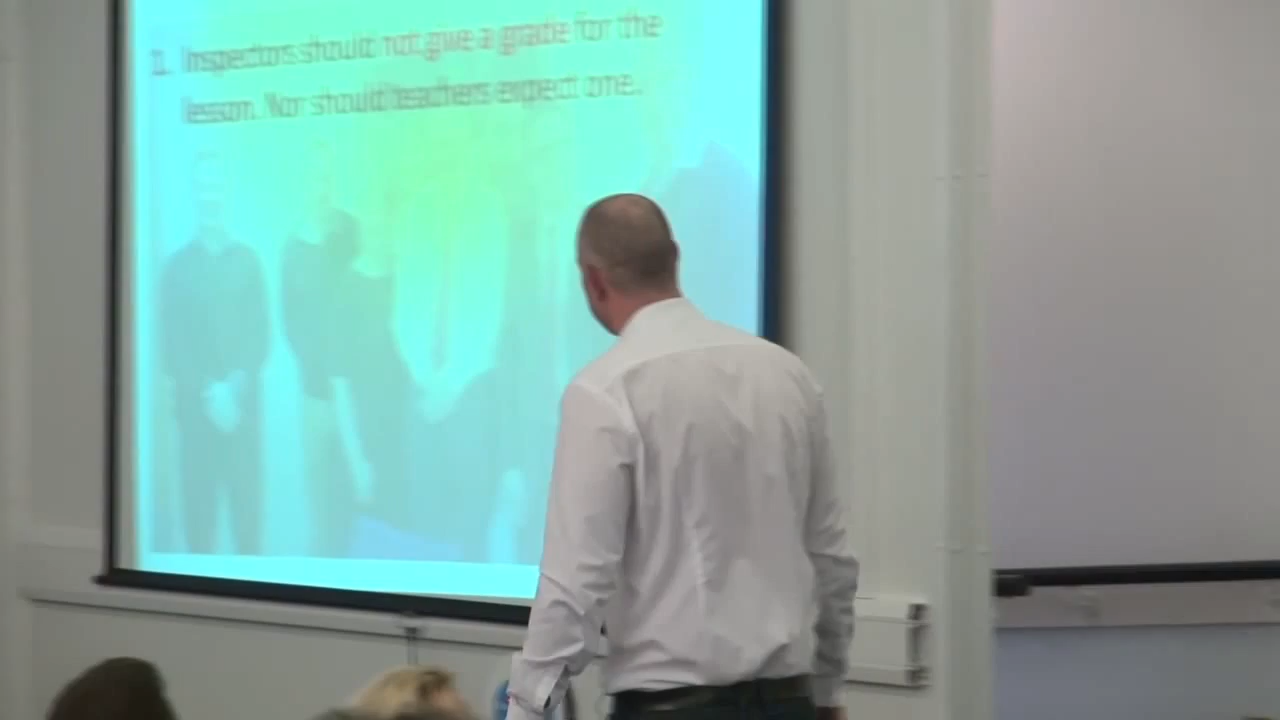 1. Inspectors should not give a grade for the
lesson. Nor should teachers expect one.